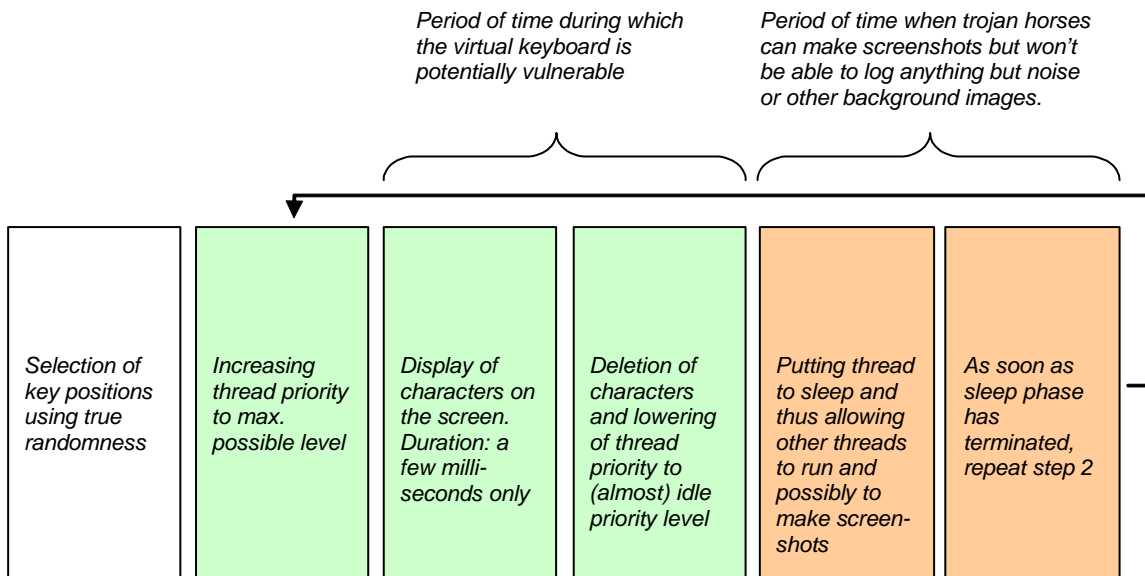 Period of time during which
the virtual keyboard is
potentially vulnerable
Period of time when trojan horses
can make screenshots but won’t
be able to log anything but noise
or other background images.
Selection of
key positions
using true
randomness
Increasing
thread priority
to max.
possible level
Display of
characters on
the screen.
Duration: a
few milli-
seconds only
Deletion of
characters
and lowering
of thread
priority to
(almost) idle
priority level
Putting thread
to sleep and
thus allowing
other threads
to run and
possibly to
make screen-
shots
As soon as
sleep phase
has
terminated,
repeat step 2